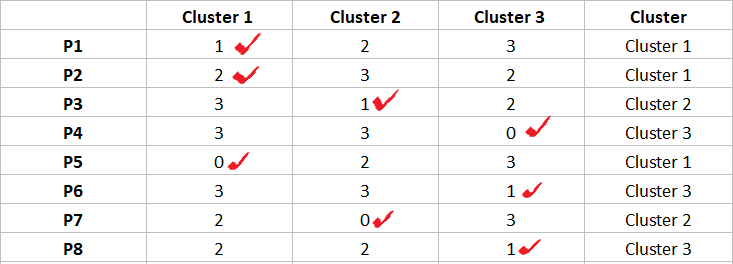 Cluster 1 Cluster 2 Cluster 3 Cluster
P1 1 2 3 Cluster 1
P2 2 3 2 Cluster 1
P3 3 1 2 Cluster 2
P4 3 3 0 Cluster 3
P5 0 2 3 Cluster 1
P6 3 3 1 Cluster 3
P7 2 0 3 Cluster 2
P8 2 2 1 Cluster 3